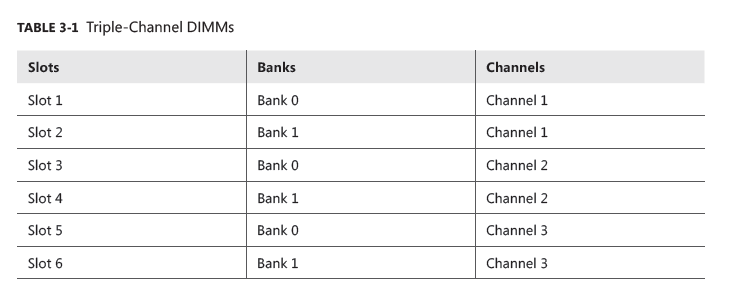 TABLE 3-1 Triple-Channel DIMMs
Slots Banks Channels
Slot 1 Bank 0 Channel 1
Slot 2 Bank 1 Channel 1
Slot 3 Bank 0 Channel 2
Slot 4 Bank 1 Channel 2
Slot 5 Bank 0 Channel 3
Slot 6 Bank 1 Channel 3